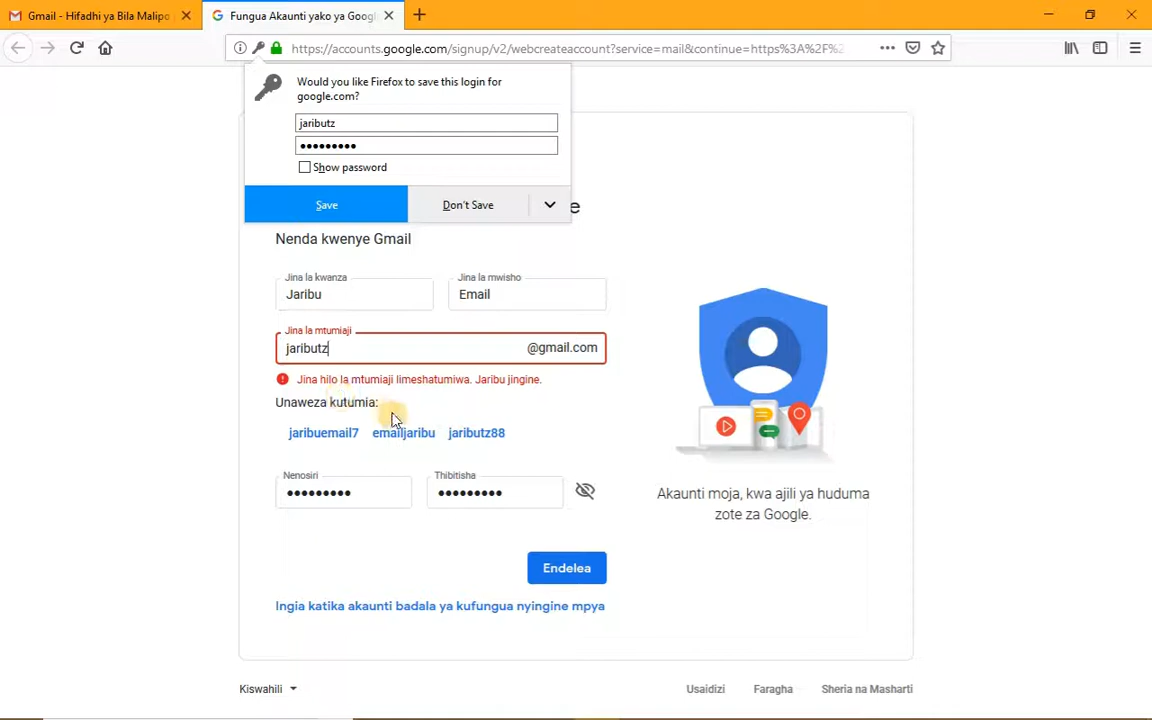 Gmail - Hifadhi ya Bila Malipo
Fungua Akaunti yako ya Googl
https://accounts.google.com/signup/v2/webcreateaccount?service=mail&continue=https%3A%2F%2
Would you like Firefox to save this login for
google.com?
jaributz
•••••••••
Show password
Save
Don't Save
e
Nenda kwenye Gmail
Jina la kwanza
Jina la mwisho
Jaribu
Email
Jina la mtumiaji
jaributz
@gmail.com
Jina hilo la mtumiaji limeshatumiwa. Jaribu jingine.
Unaweza kutumia:
jaribuemail7 emailjaribu jaributz88
Nenosiri
Thibitisha
•••••••••
•••••••••
Akaunti moja, kwa ajili ya huduma
zote za Google.
Endelea
Ingia katika akaunti badala ya kufungua nyingine mpya
Kiswahili
Usaidizi
Faragha
Sheria na Masharti